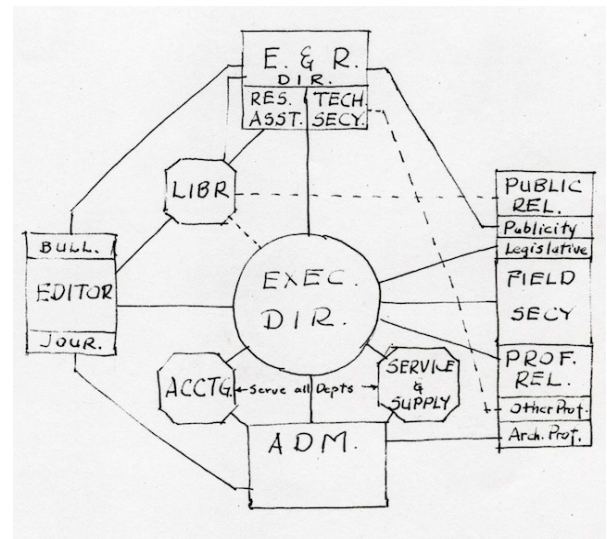 E. & R.
DIR.
RES. TECH.
ASST. SECY.
LIBR
PUBLIC
REL.
Publicity
Legislative
BULL.
EDITOR
JOUR.
EXEC.
DIR.
FIELD
SECY
PROF.
REL.
Other Prof.
Arch. Prof.
ACCTG.
Serve all Depts
SERVICE
&
SUPPLY
ADM.